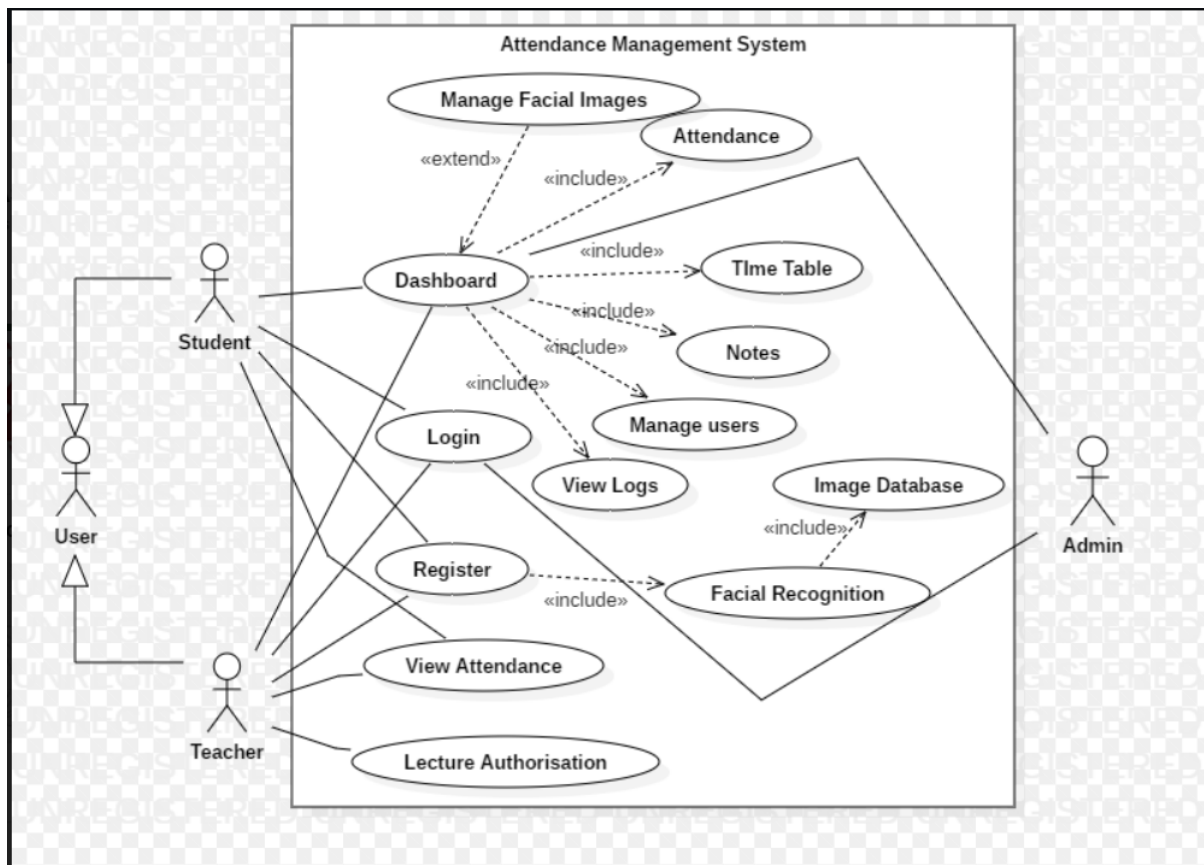 Attendance Management System
Manage Facial Images
Attendance
«extend»
«include»
«include»
TIme Table
Dashboard
«include»
Student
Notes
«include»
«include»
Manage users
Login
View Logs
Image Database
User
«include»
Admin
Register
Facial Recognition
«include»
View Attendance
Teacher
Lecture Authorisation
UNREGISTERED